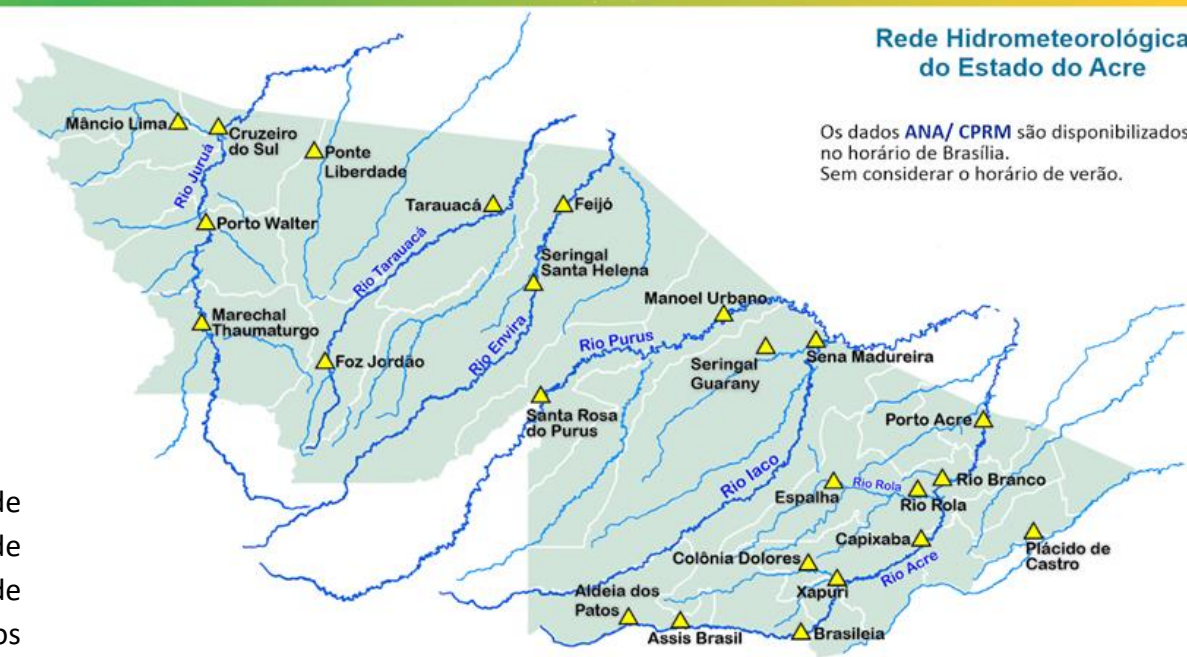 Rede Hidrometeorológica
do Estado do Acre
Os dados ANA/ CPRM são disponibilizados
no horário de Brasília.
Sem considerar o horário de verão.
Mâncio Lima
Cruzeiro
do Sul
Ponte
Liberdade
Rio Juruá
Porto Walter
Tarauacá
Feijó
Rio Tarauacá
Seringal
Santa Helena
Marechal
Thaumaturgo
Foz Jordão
Rio Envira
Manoel Urbano
Rio Purus
Seringal
Guarany
Sena Madureira
Santa Rosa
do Purus
Porto Acre
Rio Iaco
Espalha
Rio Rola
Rio Rola
Rio Branco
Capixaba
Plácido de
Castro
Colônia Dolores
Xapuri
Rio Acre
Aldeia dos
Patos
Assis Brasil
Brasileia
de
de
de
os